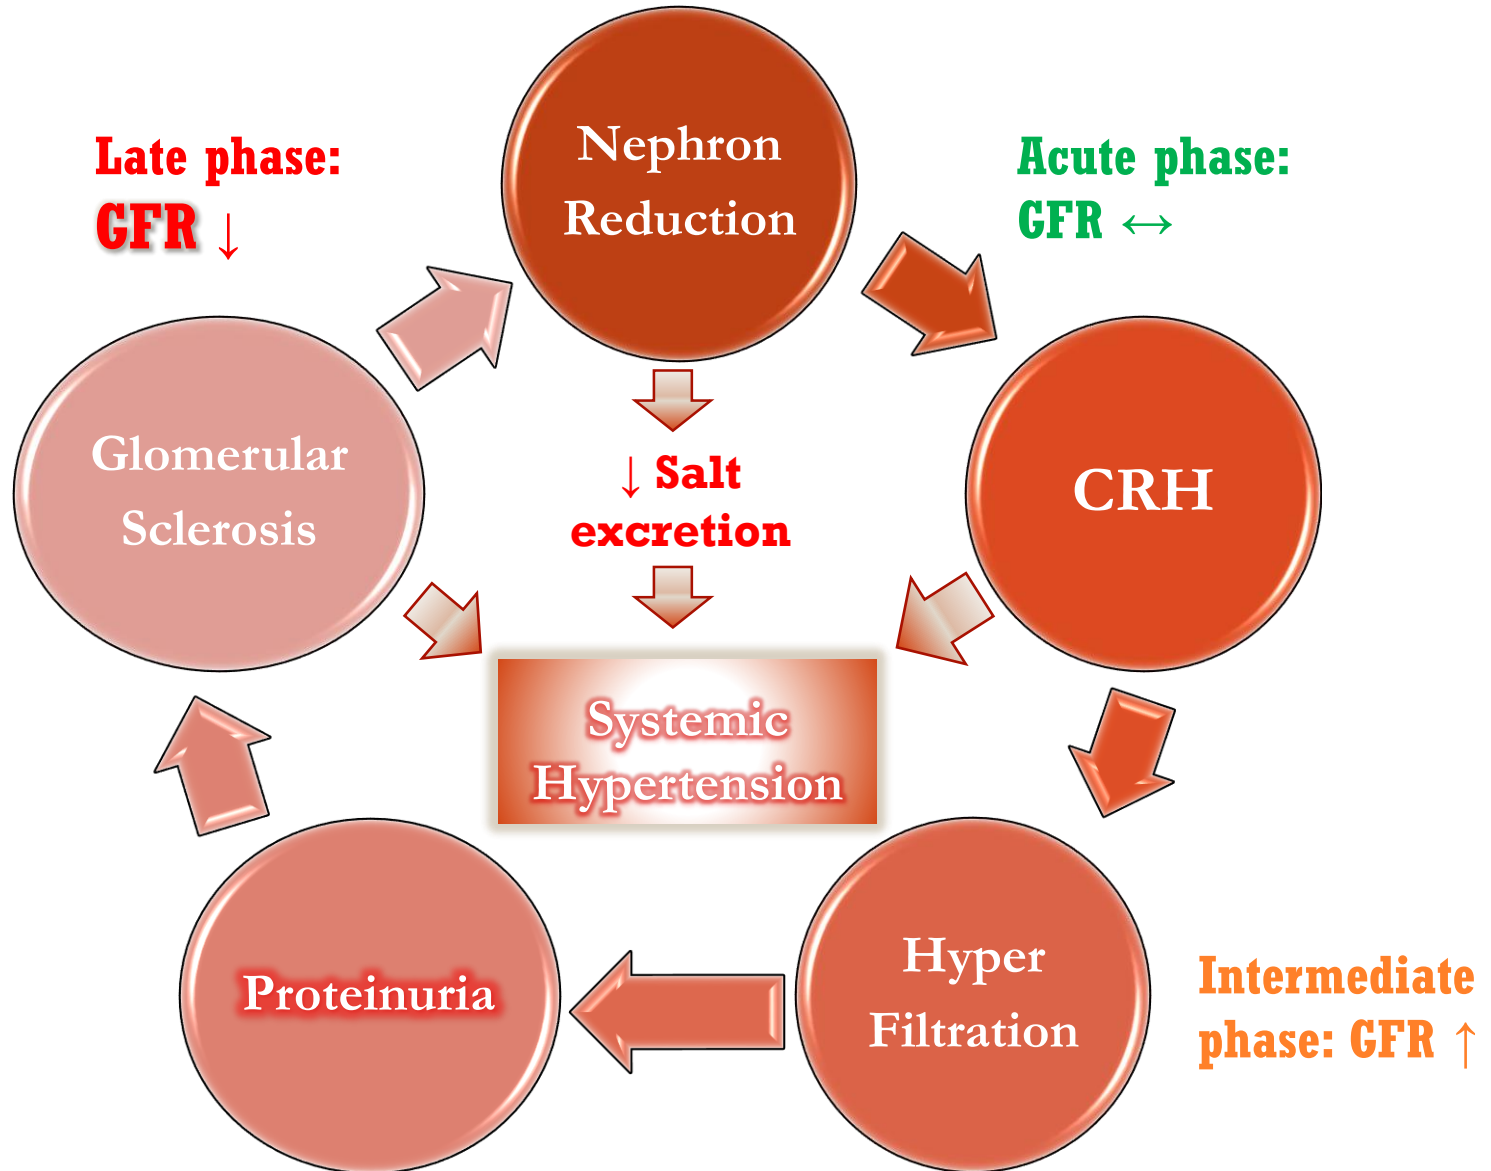 Nephron
Reduction
Acute phase:
GFR ↔
CRH
Intermediate
phase: GFR ↑
Hyper
Filtration
Proteinuria
Glomerular
Sclerosis
Late phase:
GFR ↓
↓ Salt
excretion
Systemic
Hypertension